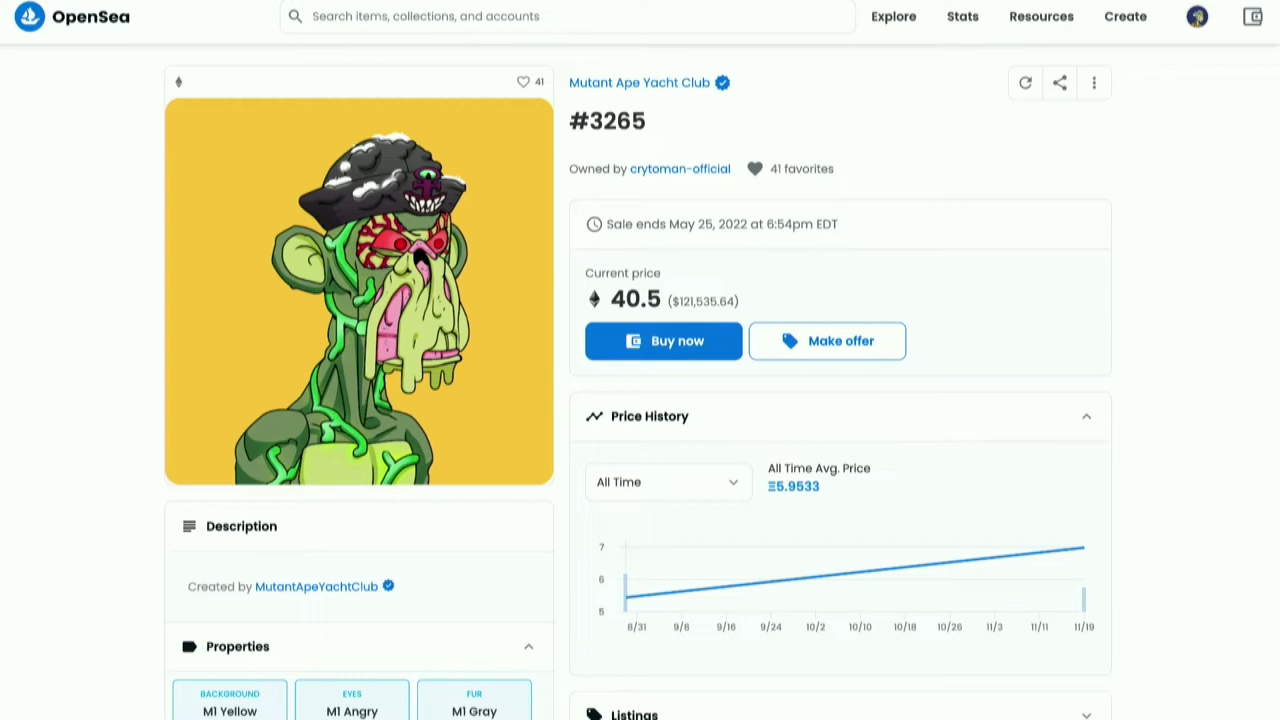 OpenSea
Search items, collections, and accounts
Explore
Stats
Resources
Create
41
Mutant Ape Yacht Club
#3265
Owned by crytoman-official
41 favorites
Sale ends May 25, 2022 at 6:54pm EDT
Current price
40.5 ($121,535.64)
Buy now
Make offer
Price History
All Time
All Time Avg. Price
Ξ5.9533
7
6
5
8/31 9/8 9/16 9/24 10/2 10/10 10/18 10/26 11/3 11/11 11/19
Listings
Description
Created by MutantApeYachtClub
Properties
BACKGROUND
M1 Yellow
EYES
M1 Angry
FUR
M1 Gray